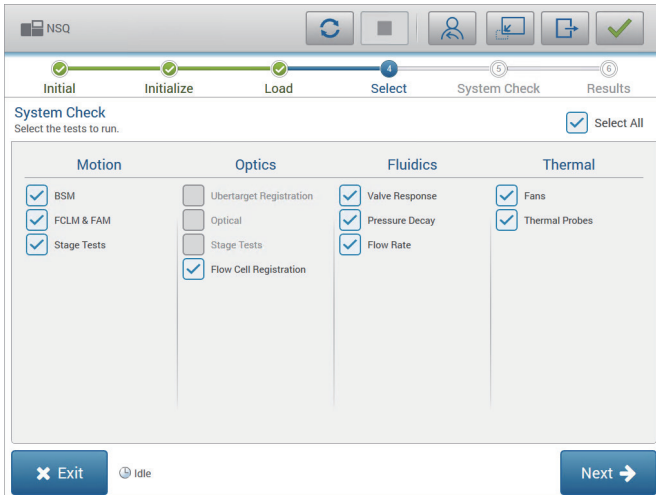 NSQ
4
5
6
Initial
Initialize
Load
Select
System Check
Results
System Check
Select the tests to run.
Select All
Motion
Optics
Fluidics
Thermal
BSM
FCLM & FAM
Stage Tests
Ubertarget Registration
Optical
Stage Tests
Flow Cell Registration
Valve Response
Pressure Decay
Flow Rate
Fans
Thermal Probes
Exit
Idle
Next